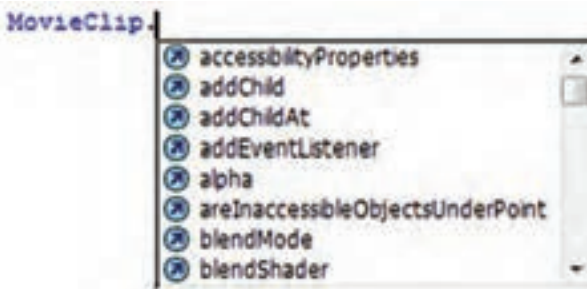 MovieClip.
accessibilityProperties
addChild
addChildAt
addEventListener
alpha
areInaccessibleObjectsUnderPoint
blendMode
blendShader